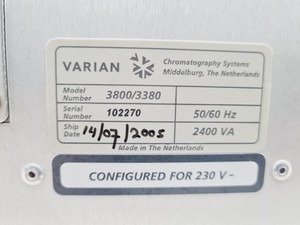 VARIAN Chromatography Systems
Middelburg, The Netherlands
Model Number 3800/3380
Serial Number 102270 50/60 Hz
Ship Date 14/07/2005 2400 VA
Made in The Netherlands
CONFIGURED FOR 230 V~